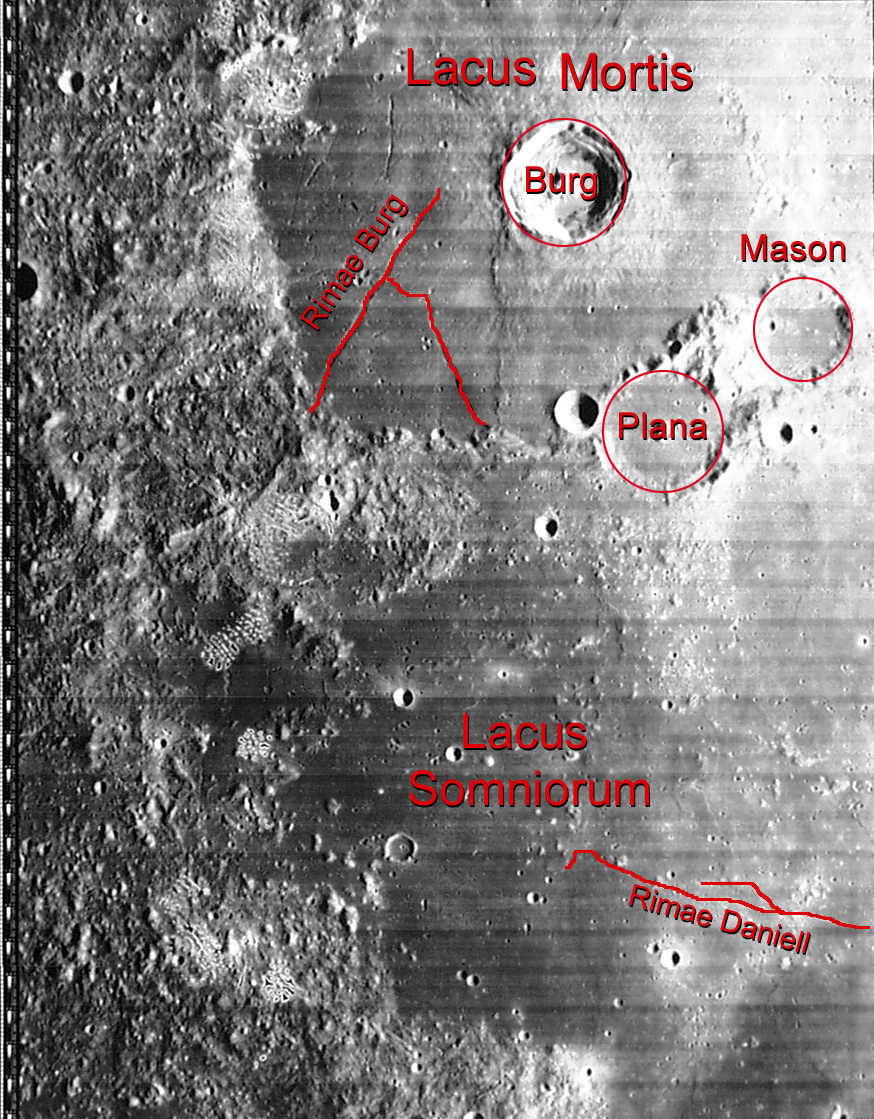 Lacus Mortis
Burg
Rimae Burg
Mason
Plana
Lacus
Somniorum
Rimae Daniell